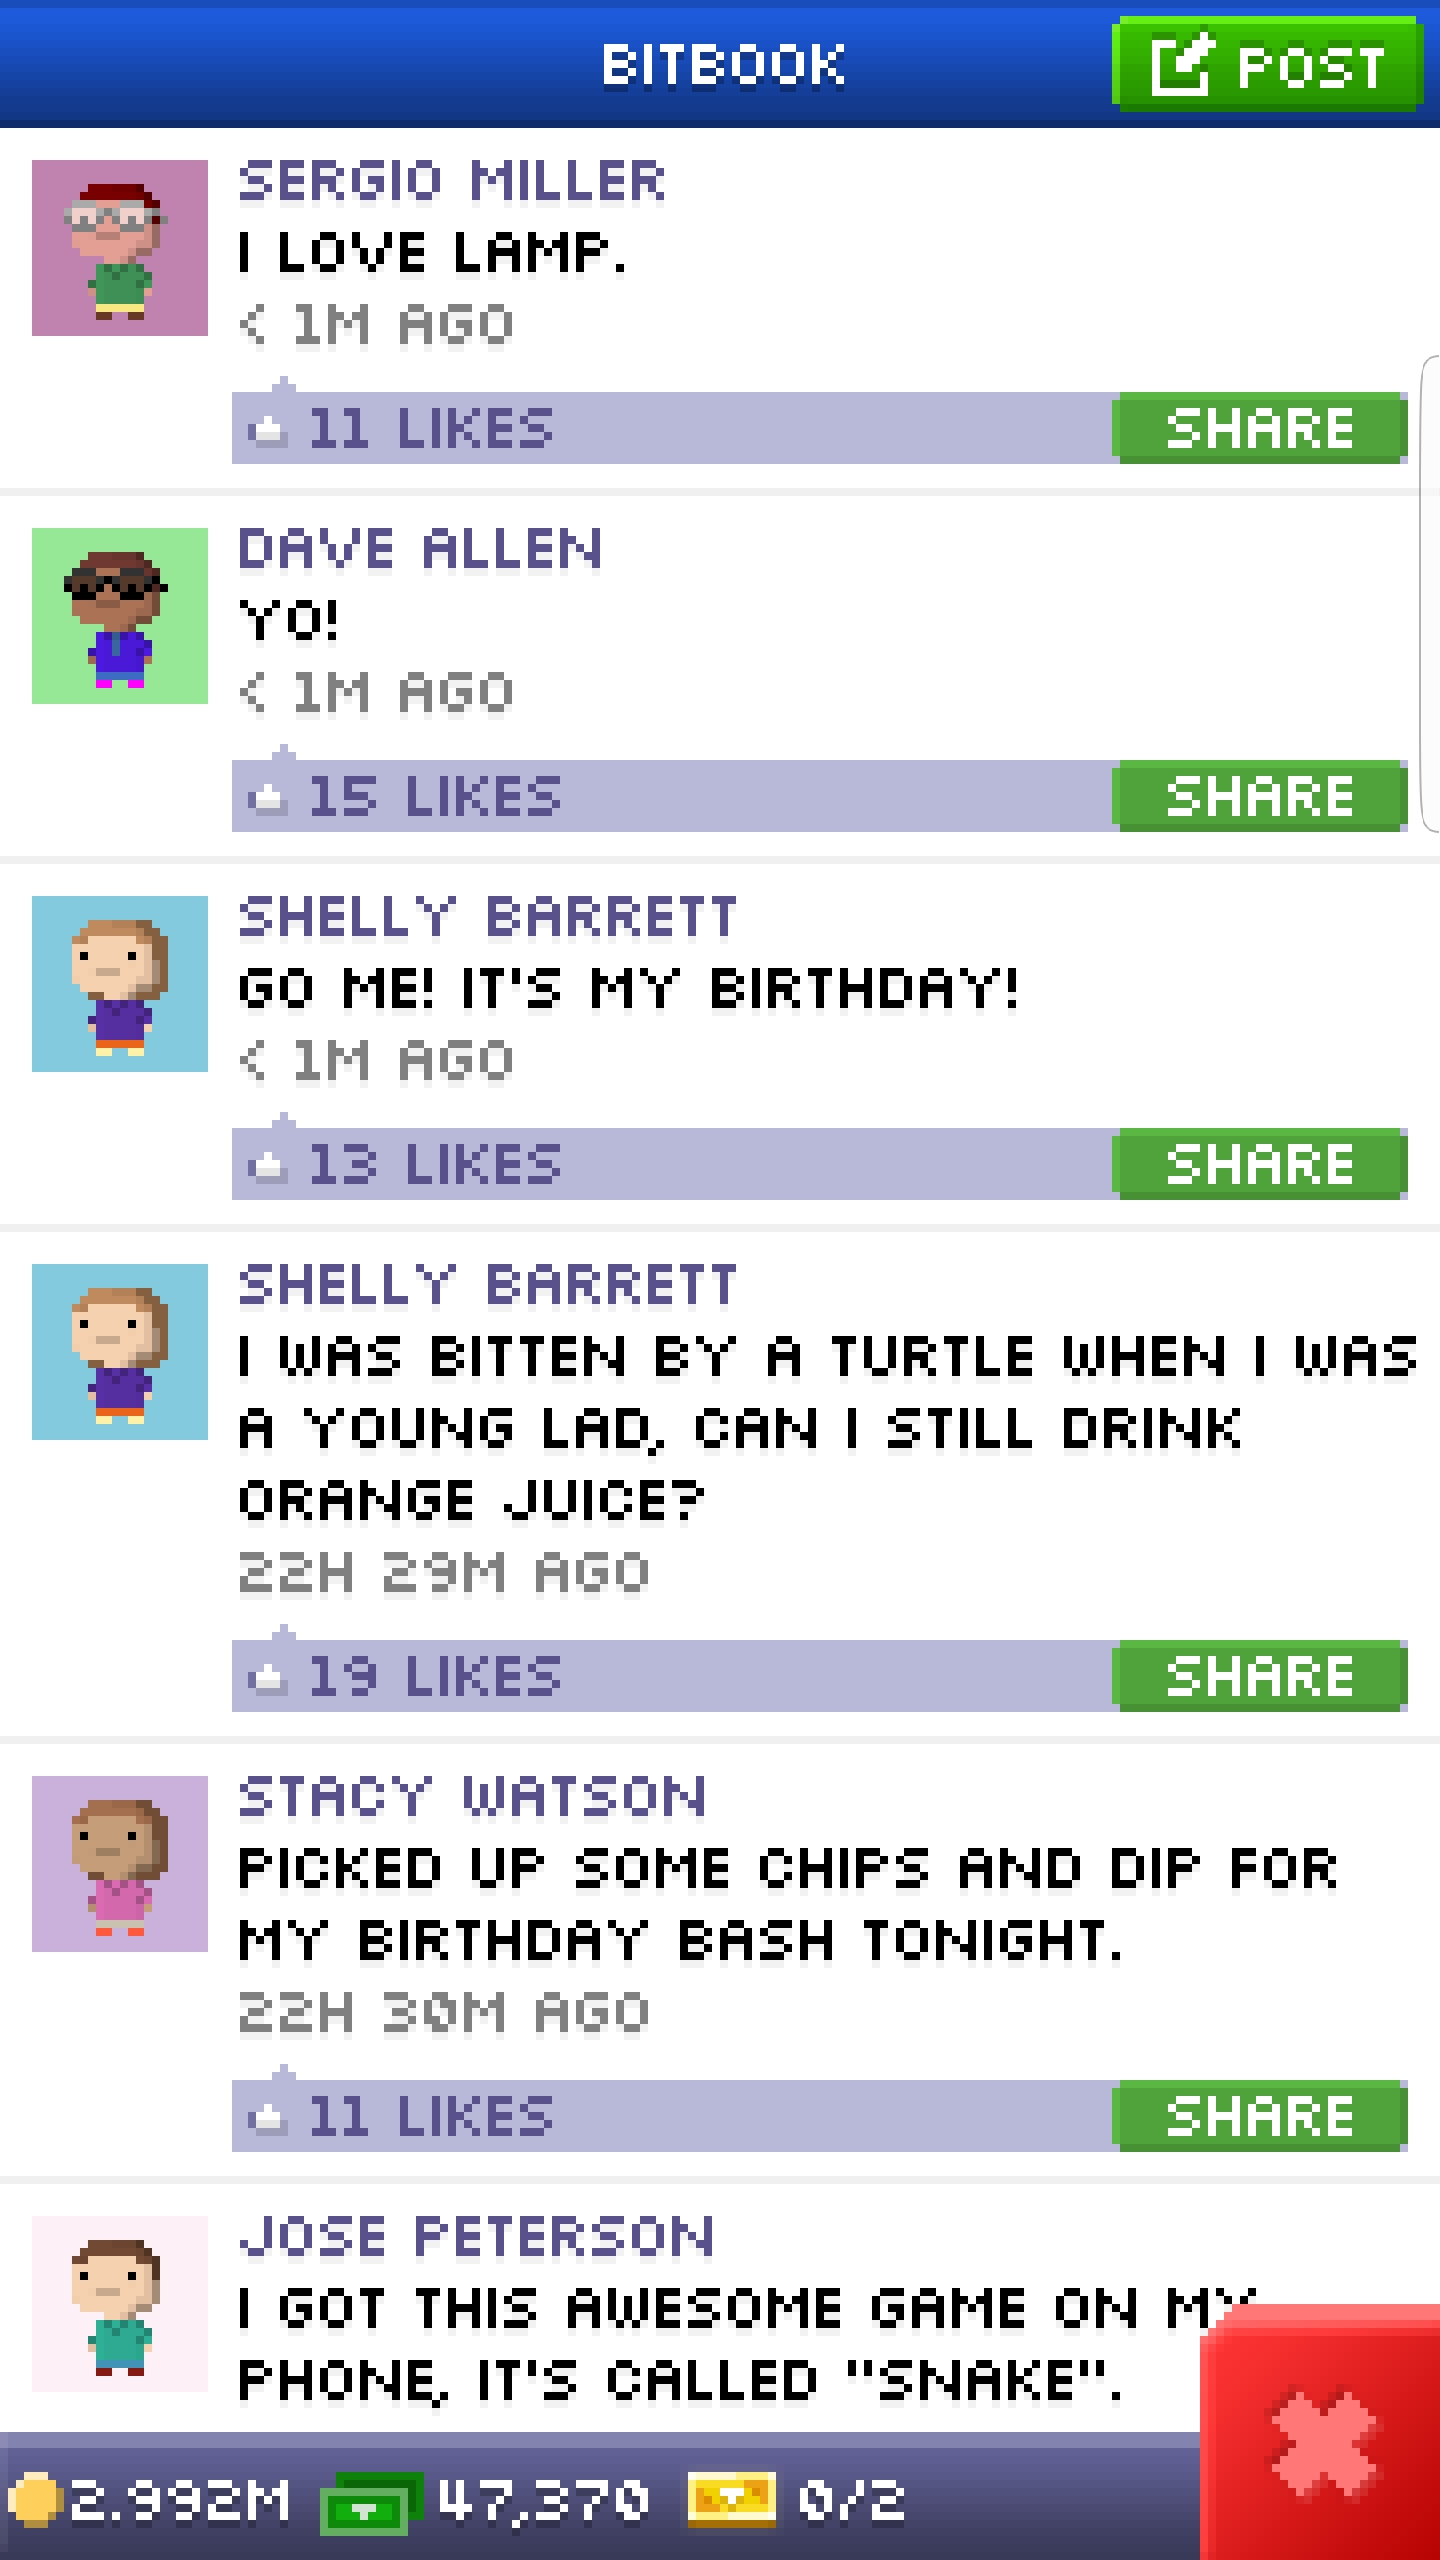 BITBOOK
POST
SERGIO MILLER
I LOVE LAMP.
< 1M AGO
11 LIKES
SHARE
DAVE ALLEN
YO!
< 1M AGO
15 LIKES
SHARE
SHELLY BARRETT
GO ME! IT'S MY BIRTHDAY!
< 1M AGO
13 LIKES
SHARE
SHELLY BARRETT
I WAS BITTEN BY A TURTLE WHEN I WAS
A YOUNG LAD, CAN I STILL DRINK
ORANGE JUICE?
22H 29M AGO
19 LIKES
SHARE
STACY WATSON
PICKED UP SOME CHIPS AND DIP FOR
MY BIRTHDAY BASH TONIGHT.
22H 30M AGO
11 LIKES
SHARE
JOSE PETERSON
I GOT THIS AWESOME GAME ON MY
PHONE, IT'S CALLED "SNAKE".
2.992M 47,370 0/2